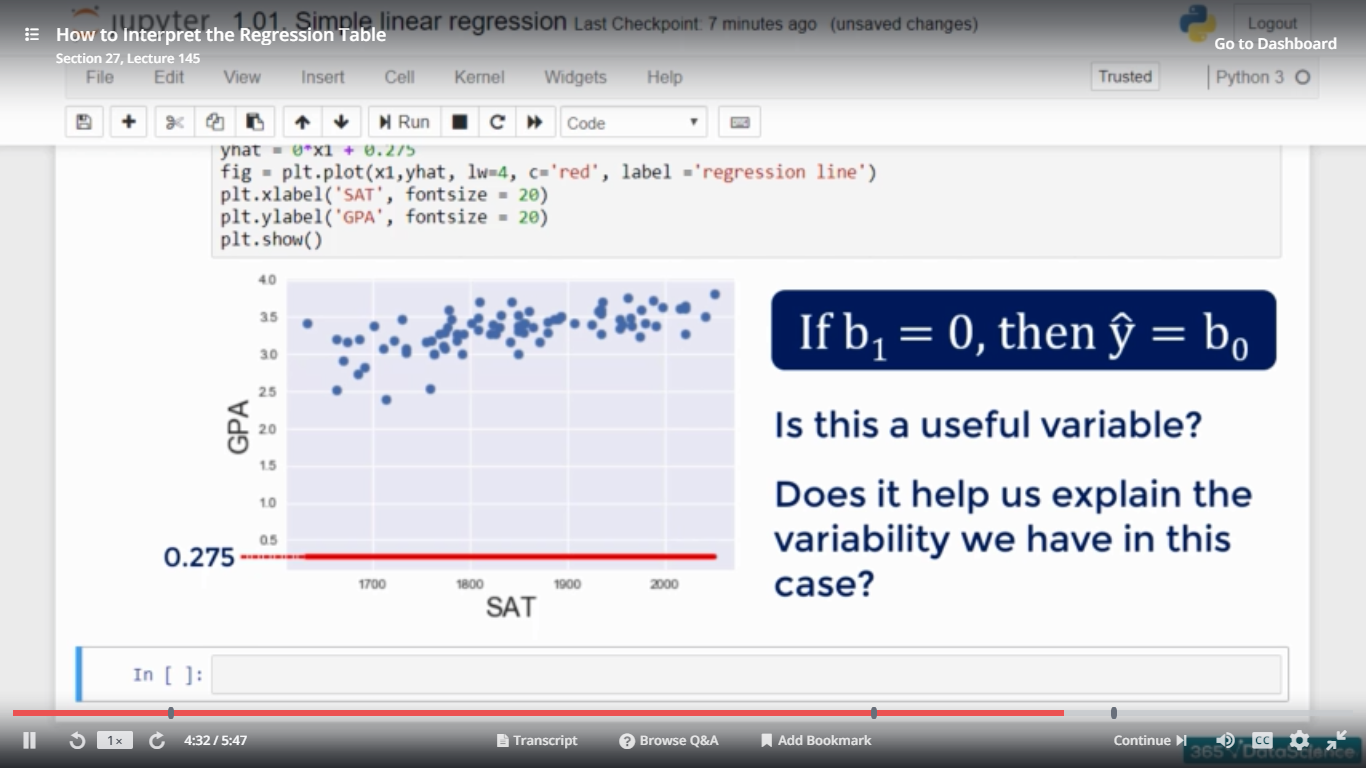 jupyter 1.01. Simple linear regression Last Checkpoint: 7 minutes ago (unsaved changes)
Logout
How to Interpret the Regression Table
Go to Dashboard
Section 27, Lecture 145
File Edit View Insert Cell Kernel Widgets Help
Trusted
Python 3
Run
Code
yhat = 0*x1 + 0.275
fig = plt.plot(x1,yhat, lw=4, c='red', label ='regression line')
plt.xlabel('SAT', fontsize = 20)
plt.ylabel('GPA', fontsize = 20)
plt.show()
4.0
3.5
3.0
2.5
2.0
1.5
1.0
0.5
GPA
0.275
1700 1800 1900 2000
SAT
If b₁ = 0, then ŷ = b₀
Is this a useful variable?
Does it help us explain the
variability we have in this
case?
In [ ]:
1×
4:32 / 5:47
Transcript
Browse Q&A
Add Bookmark
Continue
CC
365 √DataScience